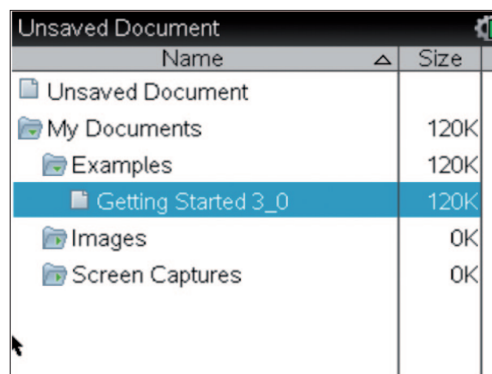 Unsaved Document
Name Size
Unsaved Document
My Documents 120K
Examples 120K
Getting Started 3_0 120K
Images 0K
Screen Captures 0K